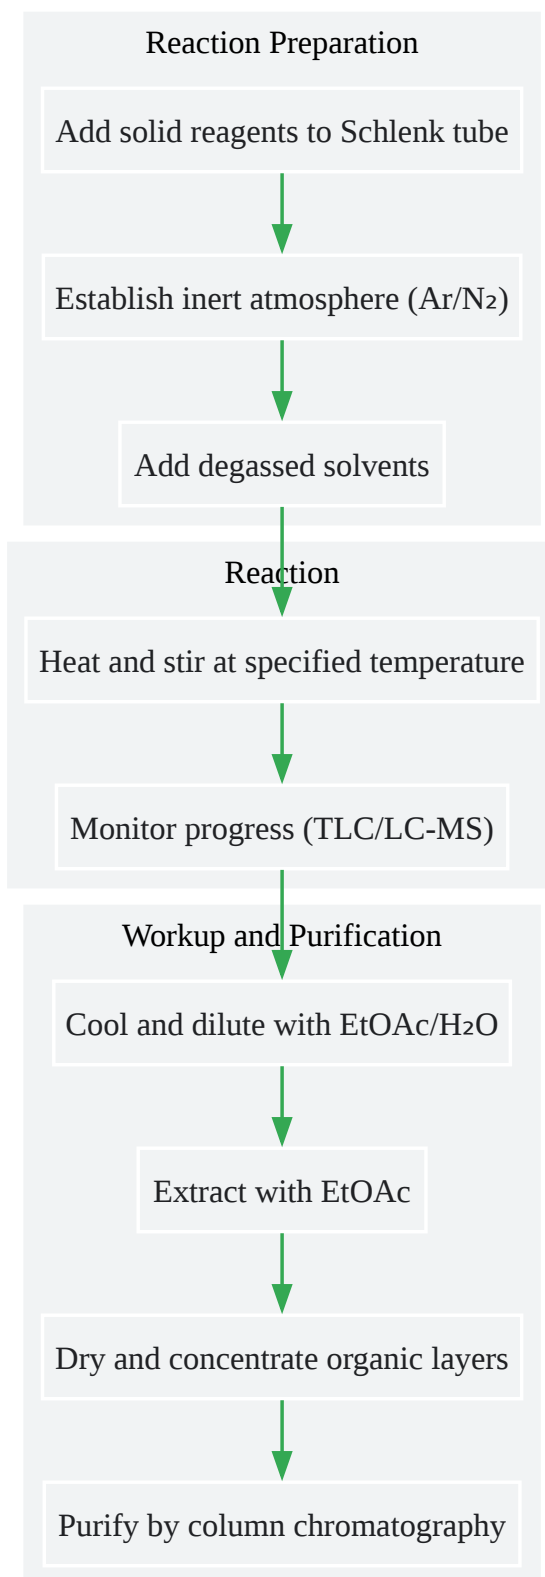 Reaction Preparation
Add solid reagents to Schlenk tube
Establish inert atmosphere (Ar/N₂)
Add degassed solvents
Reaction
Heat and stir at specified temperature
Monitor progress (TLC/LC-MS)
Workup and Purification
Cool and dilute with EtOAc/H₂O
Extract with EtOAc
Dry and concentrate organic layers
Purify by column chromatography